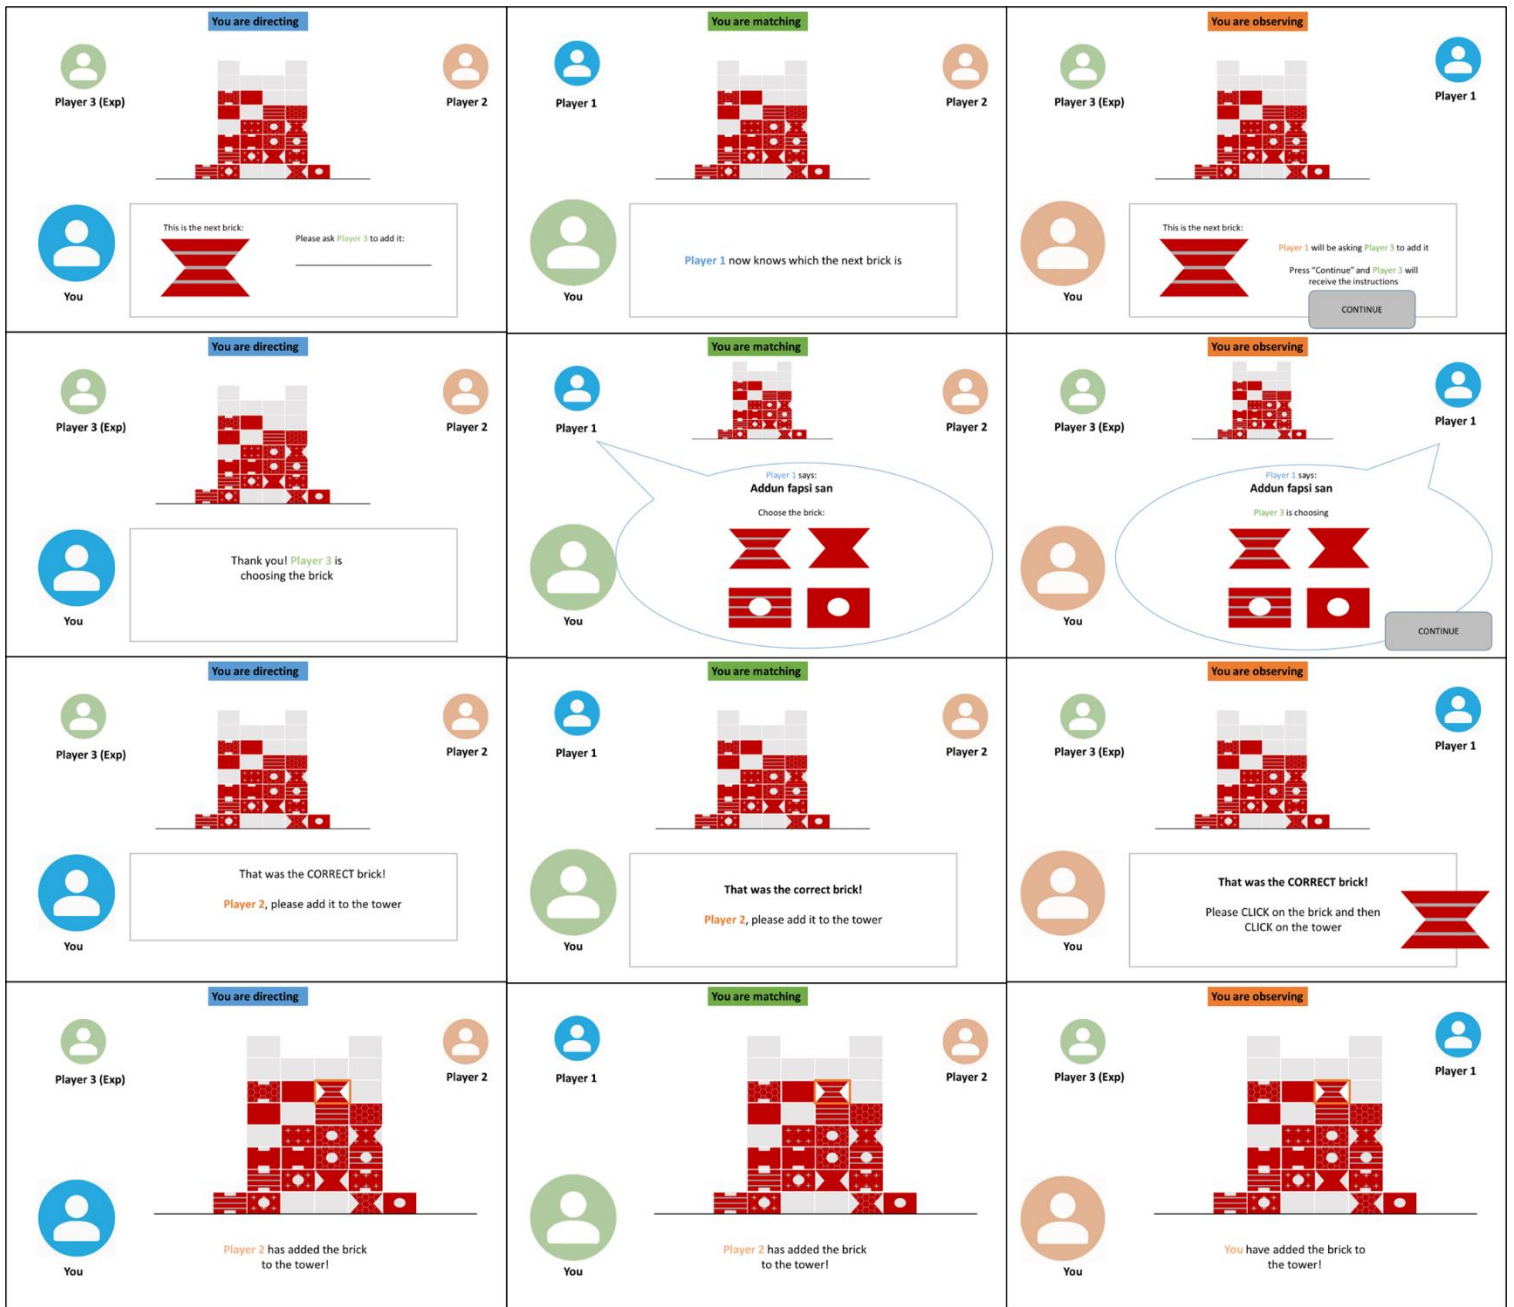 You are directing
Player 3 (Exp)
Player 2
This is the next brick:
Please ask Player 3 to add it:
You
You are matching
Player 1
Player 2
Player 1 now knows which the next brick is
You
You are observing
Player 3 (Exp)
Player 1
This is the next brick:
Player 1 will be asking Player 3 to add it
Press “Continue” and Player 3 will
receive the instructions
CONTINUE
You
You are directing
Player 3 (Exp)
Player 2
Thank you! Player 3 is
choosing the brick
You
You are matching
Player 1
Player 2
Player 1 says:
Addun fapsi san
Choose the brick:
You
You are observing
Player 3 (Exp)
Player 1
Player 1 says:
Addun fapsi san
Player 3 is choosing
You
CONTINUE
You are directing
Player 3 (Exp)
Player 2
That was the CORRECT brick!
Player 2, please add it to the tower
You
You are matching
Player 1
Player 2
That was the correct brick!
Player 2, please add it to the tower
You
You are observing
Player 3 (Exp)
Player 1
That was the CORRECT brick!
Please CLICK on the brick and then
CLICK on the tower
You
You are directing
Player 3 (Exp)
Player 2
Player 2 has added the brick
to the tower!
You
You are matching
Player 1
Player 2
Player 2 has added the brick
to the tower!
You
You are observing
Player 3 (Exp)
Player 1
You have added the brick to
the tower!
You